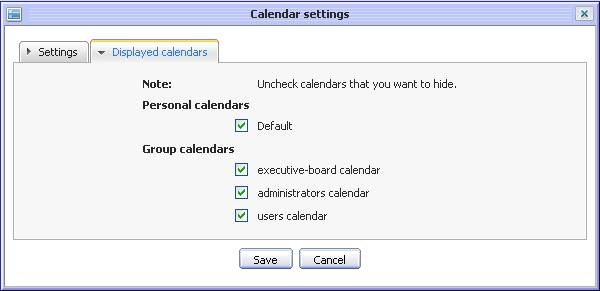 Calendar settings
Settings
Displayed calendars
Note: Uncheck calendars that you want to hide.
Personal calendars
Default
Group calendars
executive-board calendar
administrators calendar
users calendar
Save Cancel